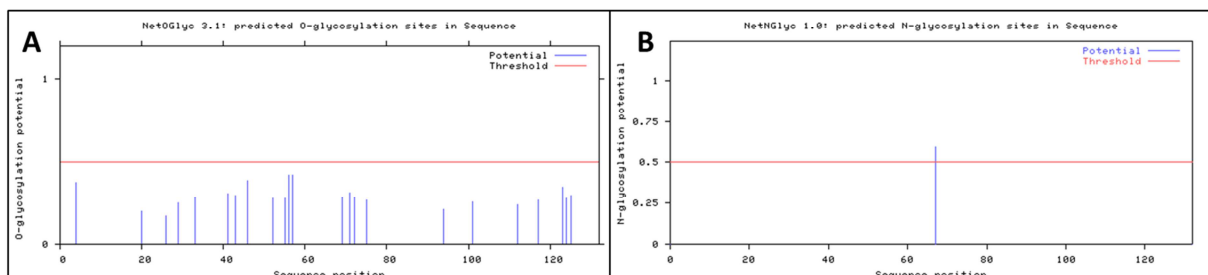 A
NetOGlyc 3.1: predicted O-glycosylation sites in Sequence
Potential
Threshold
O-glycosylation potential
1
0
0 20 40 60 80 100 120
Sequence position
B
NetNGlyc 1.0: predicted N-glycosylation sites in Sequence
Potential
Threshold
N-glycosylation potential
1
0.75
0.5
0.25
0
0 20 40 60 80 100 120
Sequence position